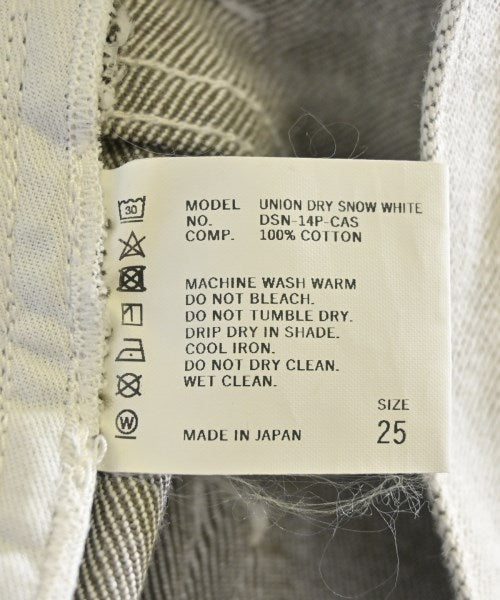 MODEL UNION DRY SNOW WHITE
NO. DSN-14P-CAS
COMP. 100% COTTON
30
MACHINE WASH WARM
DO NOT BLEACH.
DO NOT TUMBLE DRY.
DRIP DRY IN SHADE.
COOL IRON.
DO NOT DRY CLEAN.
WET CLEAN.
W
SIZE
MADE IN JAPAN 25